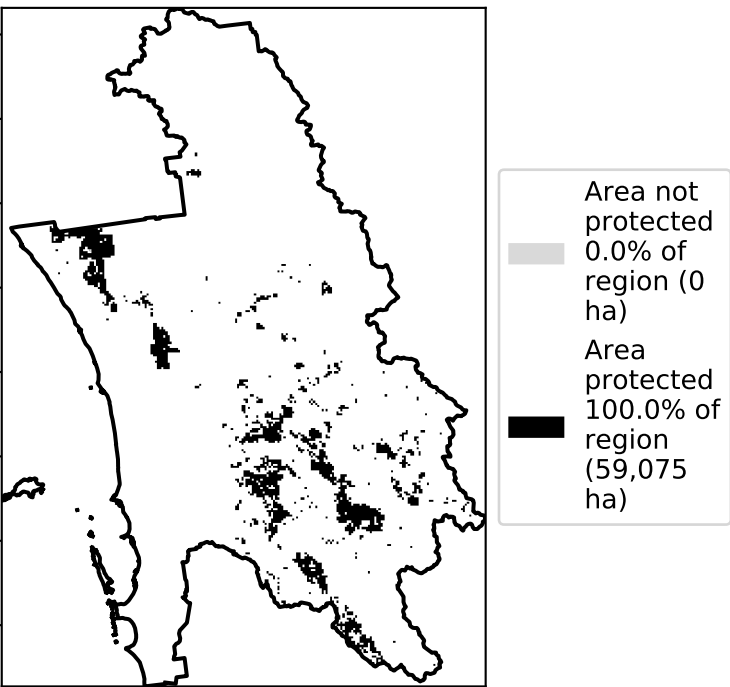 Area not
protected
0.0% of
region (0
ha)
Area
protected
100.0% of
region
(59,075
ha)